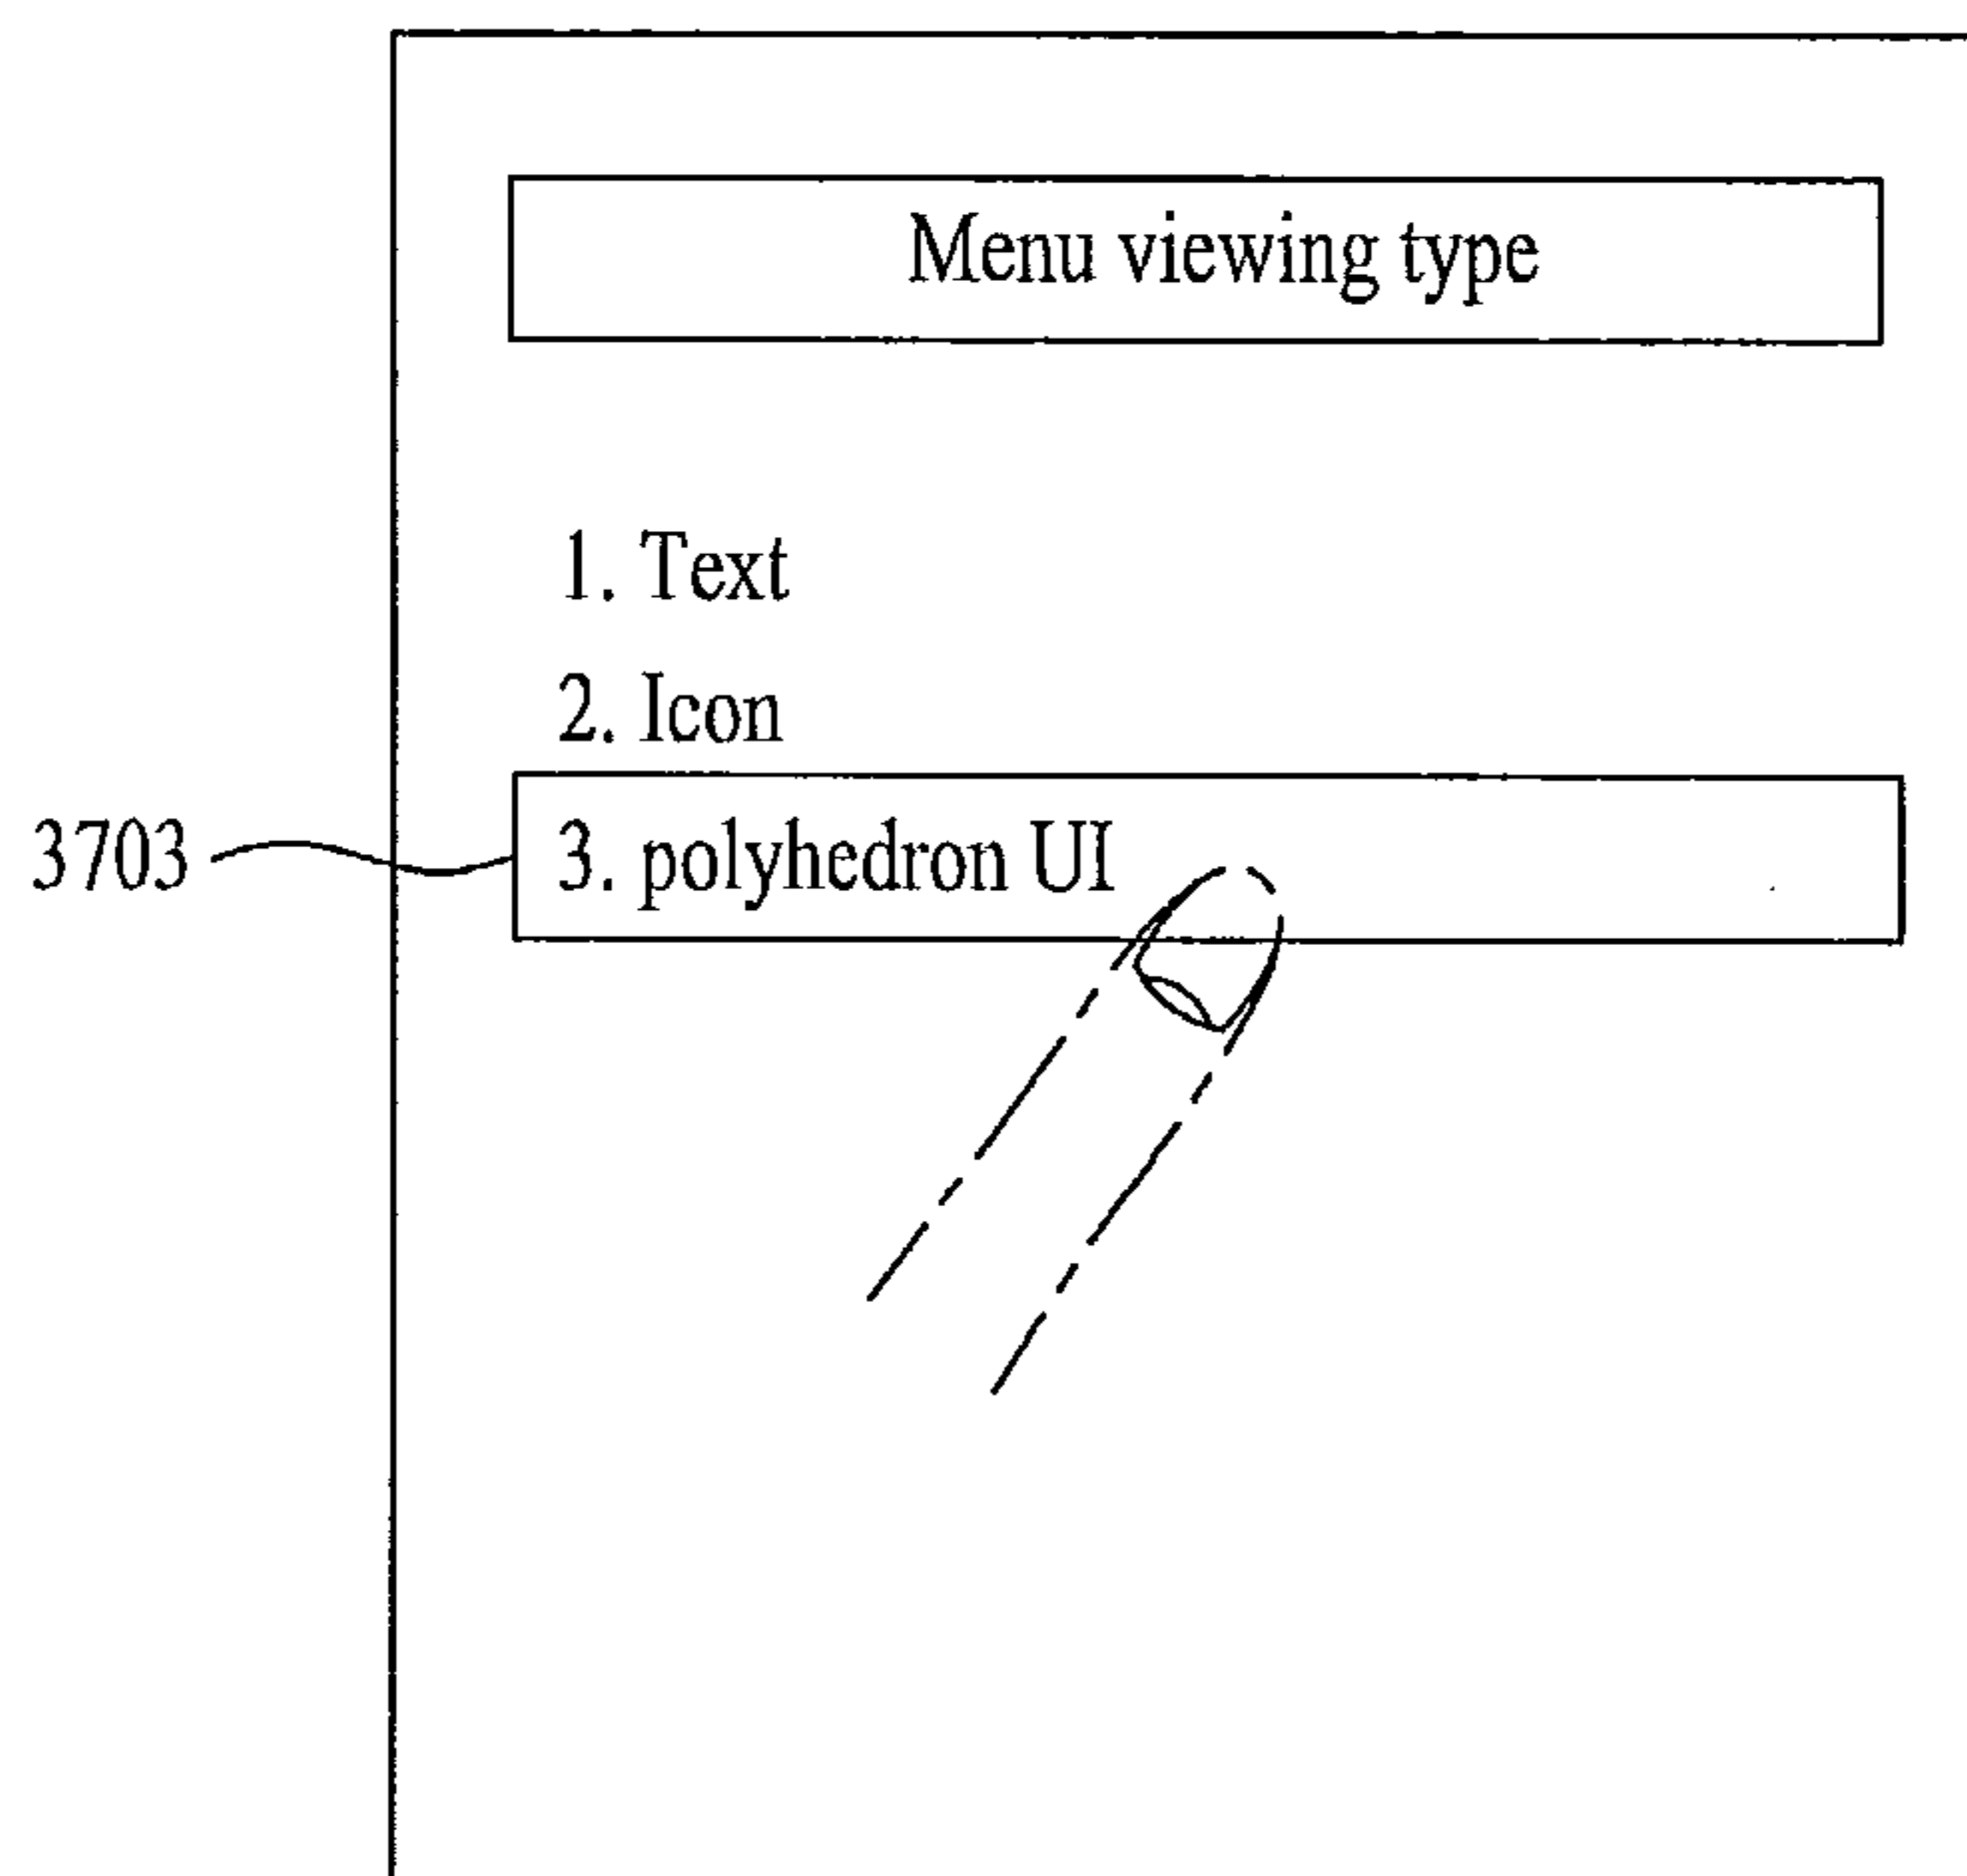 Menu viewing type
1. Text
2. Icon
3703
3. polyhedron UI